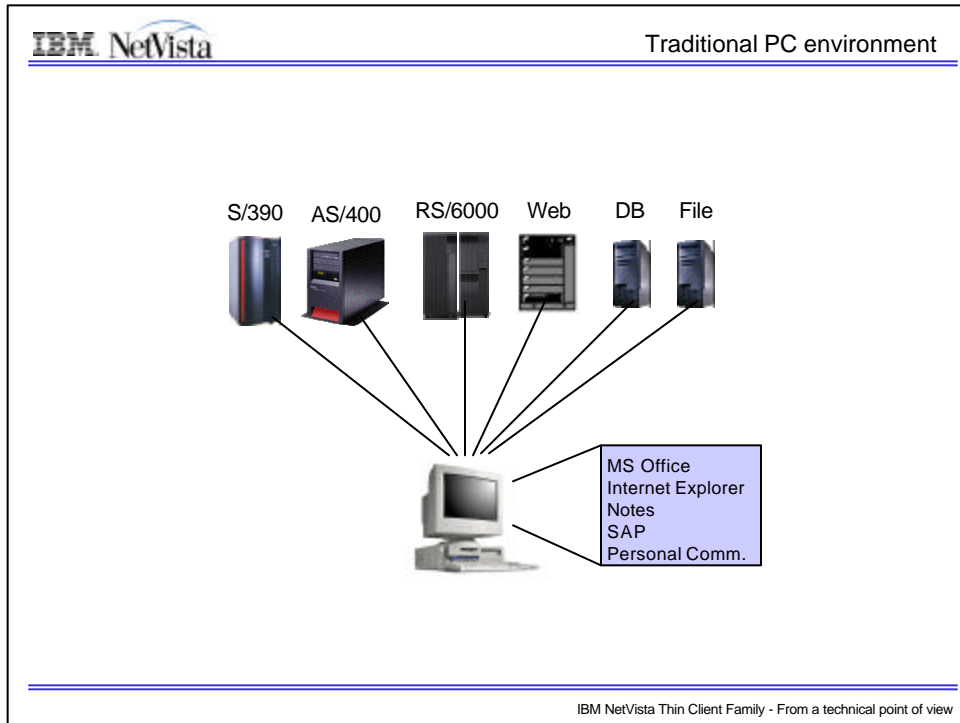 IBM NetVista
Traditional PC environment
S/390 AS/400 RS/6000 Web DB File
MS Office
Internet Explorer
Notes
SAP
Personal Comm.
IBM NetVista Thin Client Family - From a technical point of view